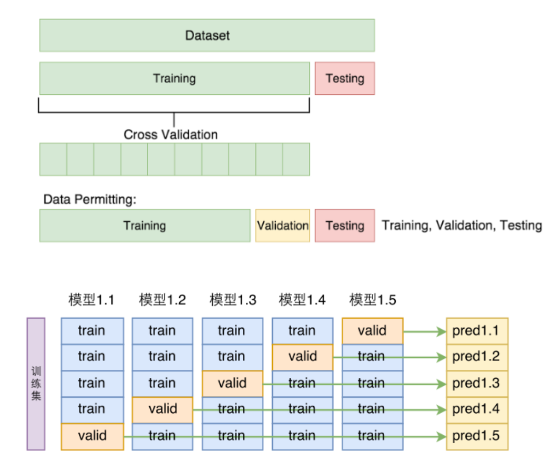 Dataset
Training Testing
Cross Validation
Data Permitting:
Training Validation Testing Training, Validation, Testing
模型1.1 模型1.2 模型1.3 模型1.4 模型1.5
训练集
train train train train valid pred1.1
train train train valid train pred1.2
train train valid train train pred1.3
train valid train train train pred1.4
valid train train train train pred1.5